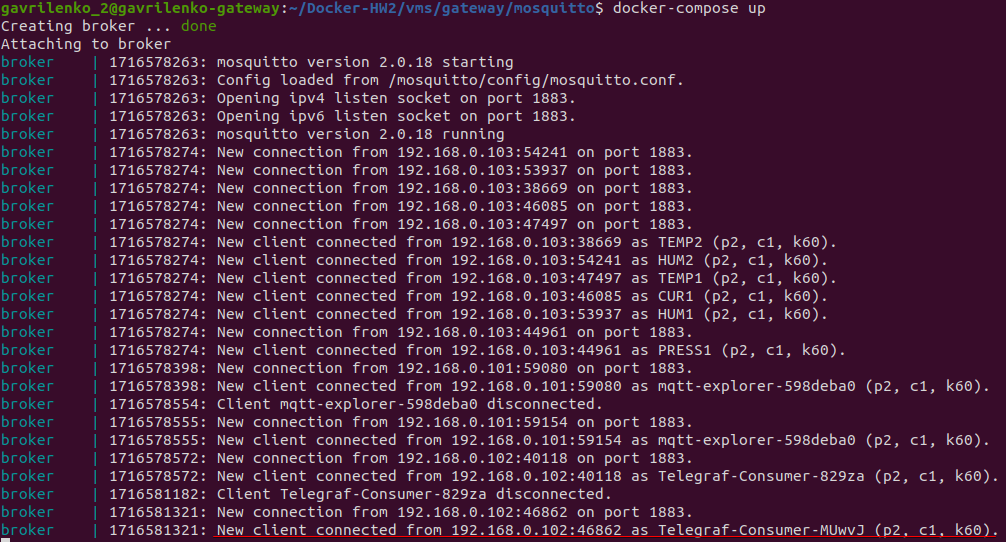 gavrilenko_2@gavrilenko-gateway:~/Docker-HW2/vms/gateway/mosquitto$ docker-compose up
Creating broker ... done
Attaching to broker
broker    | 1716578263: mosquitto version 2.0.18 starting
broker    | 1716578263: Config loaded from /mosquitto/config/mosquitto.conf.
broker    | 1716578263: Opening ipv4 listen socket on port 1883.
broker    | 1716578263: Opening ipv6 listen socket on port 1883.
broker    | 1716578263: mosquitto version 2.0.18 running
broker    | 1716578274: New connection from 192.168.0.103:54241 on port 1883.
broker    | 1716578274: New connection from 192.168.0.103:53937 on port 1883.
broker    | 1716578274: New connection from 192.168.0.103:38669 on port 1883.
broker    | 1716578274: New connection from 192.168.0.103:46085 on port 1883.
broker    | 1716578274: New connection from 192.168.0.103:47497 on port 1883.
broker    | 1716578274: New client connected from 192.168.0.103:38669 as TEMP2 (p2, c1, k60).
broker    | 1716578274: New client connected from 192.168.0.103:54241 as HUM2 (p2, c1, k60).
broker    | 1716578274: New client connected from 192.168.0.103:47497 as TEMP1 (p2, c1, k60).
broker    | 1716578274: New client connected from 192.168.0.103:46085 as CUR1 (p2, c1, k60).
broker    | 1716578274: New client connected from 192.168.0.103:53937 as HUM1 (p2, c1, k60).
broker    | 1716578274: New connection from 192.168.0.103:44961 on port 1883.
broker    | 1716578274: New client connected from 192.168.0.103:44961 as PRESS1 (p2, c1, k60).
broker    | 1716578398: New connection from 192.168.0.101:59080 on port 1883.
broker    | 1716578398: New client connected from 192.168.0.101:59080 as mqtt-explorer-598deba0 (p2, c1, k60).
broker    | 1716578554: Client mqtt-explorer-598deba0 disconnected.
broker    | 1716578555: New connection from 192.168.0.101:59154 on port 1883.
broker    | 1716578555: New client connected from 192.168.0.101:59154 as mqtt-explorer-598deba0 (p2, c1, k60).
broker    | 1716578572: New connection from 192.168.0.102:40118 on port 1883.
broker    | 1716578572: New client connected from 192.168.0.102:40118 as Telegraf-Consumer-829za (p2, c1, k60).
broker    | 1716581182: Client Telegraf-Consumer-829za disconnected.
broker    | 1716581321: New connection from 192.168.0.102:46862 on port 1883.
broker    | 1716581321: New client connected from 192.168.0.102:46862 as Telegraf-Consumer-MUwvJ (p2, c1, k60).